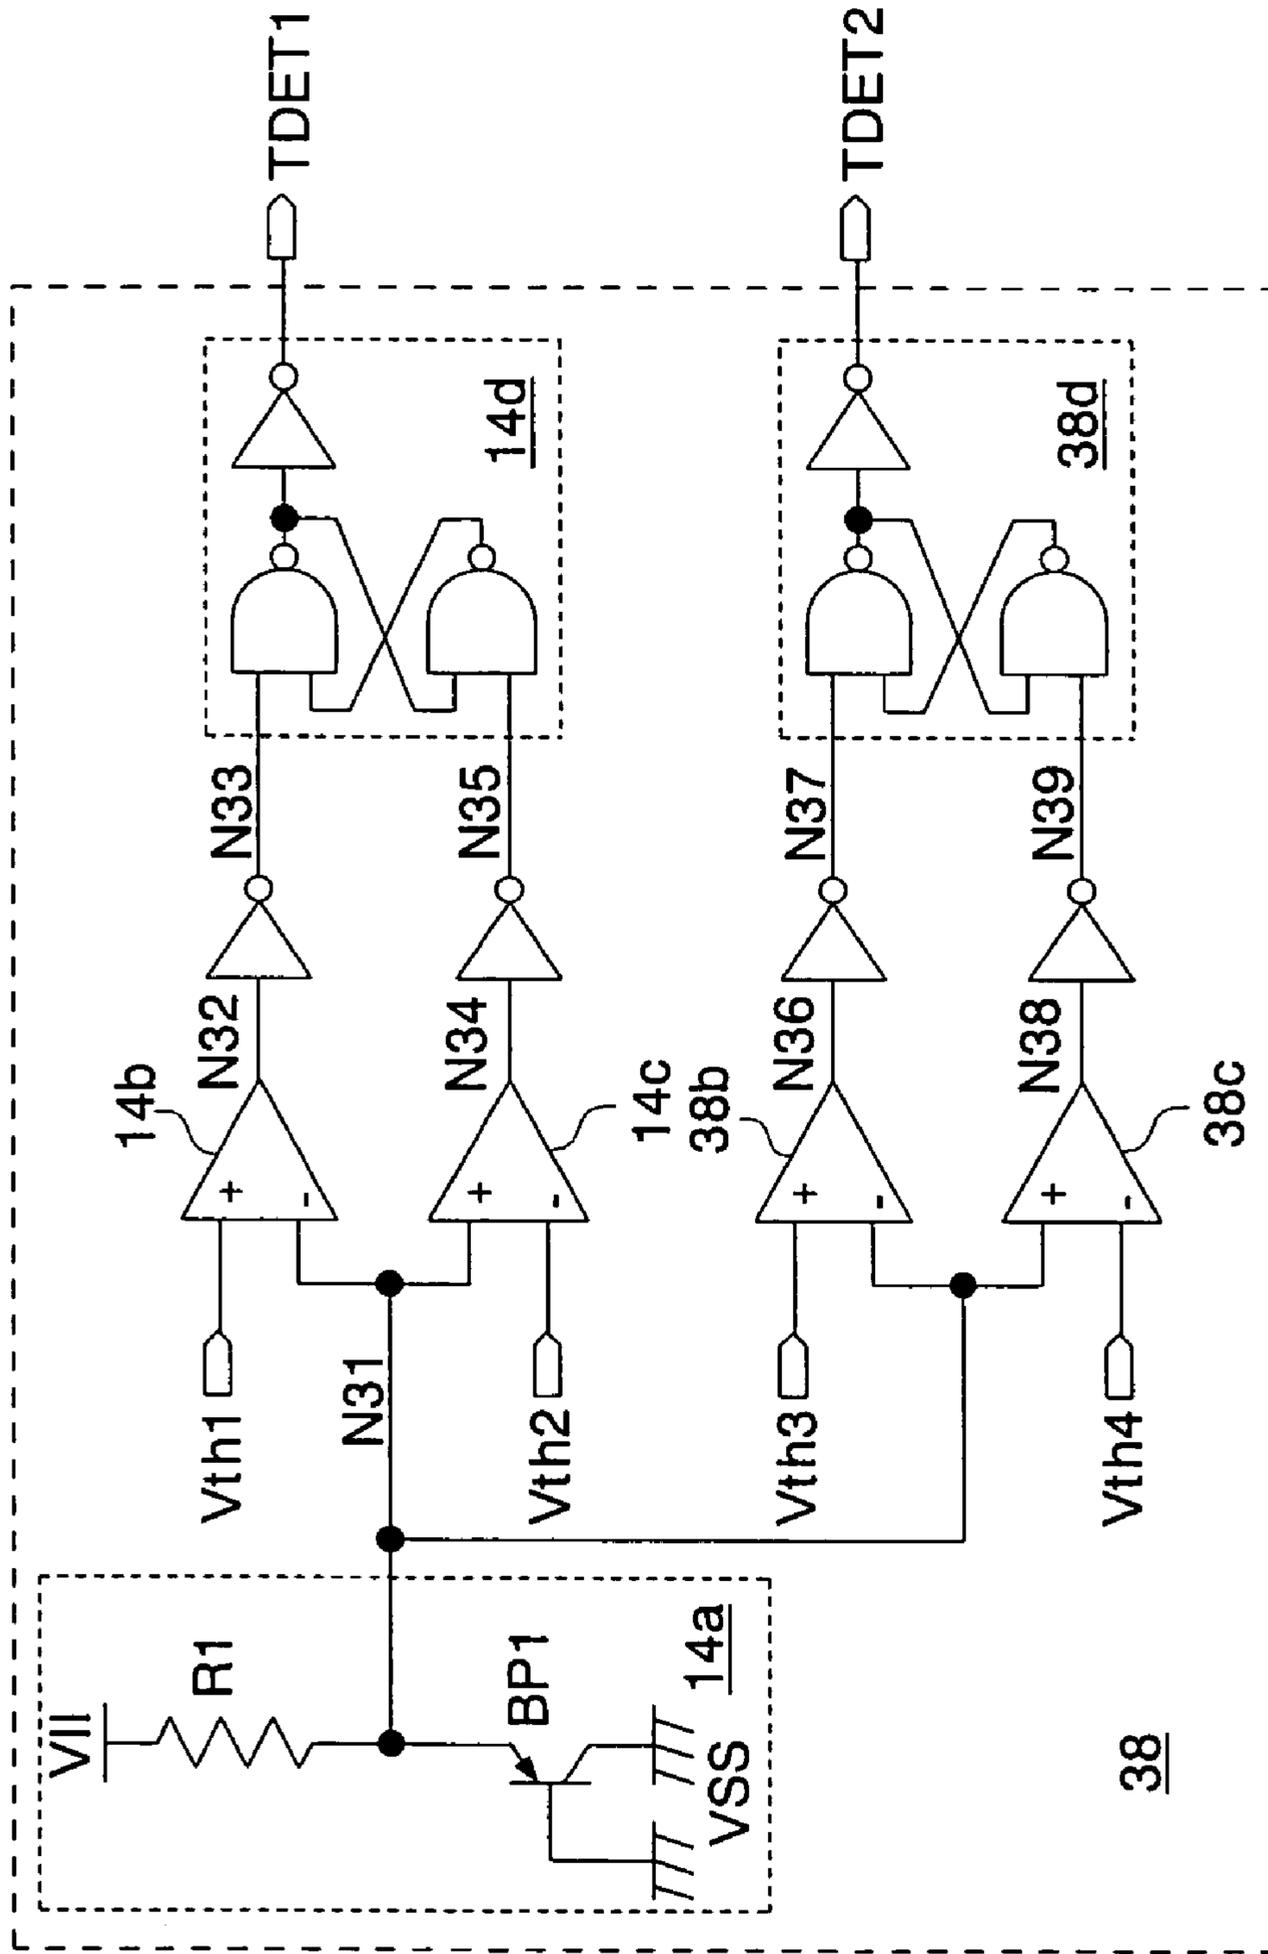 VII
R1
BP1
VSS
14a
N31
Vth1
Vth2
Vth3
Vth4
14b
+
-
14c
+
-
38b
+
-
38c
+
-
N32
N33
N34
N35
N36
N37
N38
N39
14d
38d
TDET1
TDET2
38